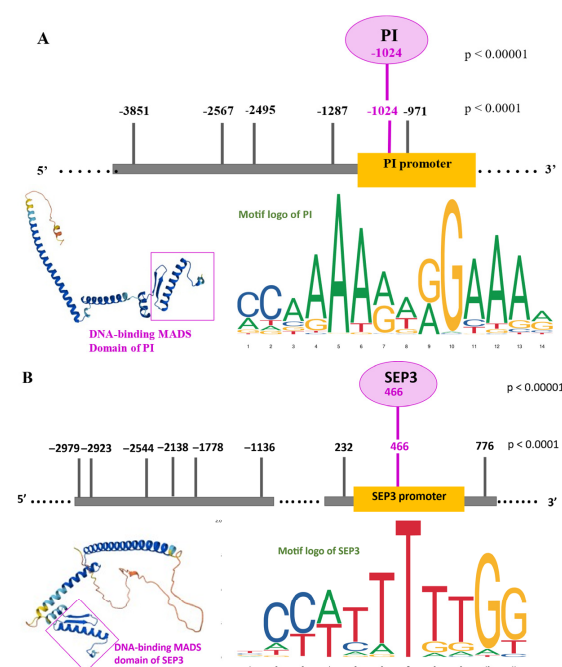 A
PI
-1024
p < 0.00001
-3851 -2567 -2495 -1287 -1024 -971 p < 0.0001
5' PI promoter 3'
Motif logo of PI
DNA-binding MADS
Domain of PI
1 2 3 4 5 6 7 8 9 10 11 12 13 14
B
SEP3
466
p < 0.00001
−2979 −2923 −2544 −2138 −1778 −1136 232 466 776 p < 0.0001
5' SEP3 promoter 3'
Motif logo of SEP3
DNA-binding MADS
domain of SEP3